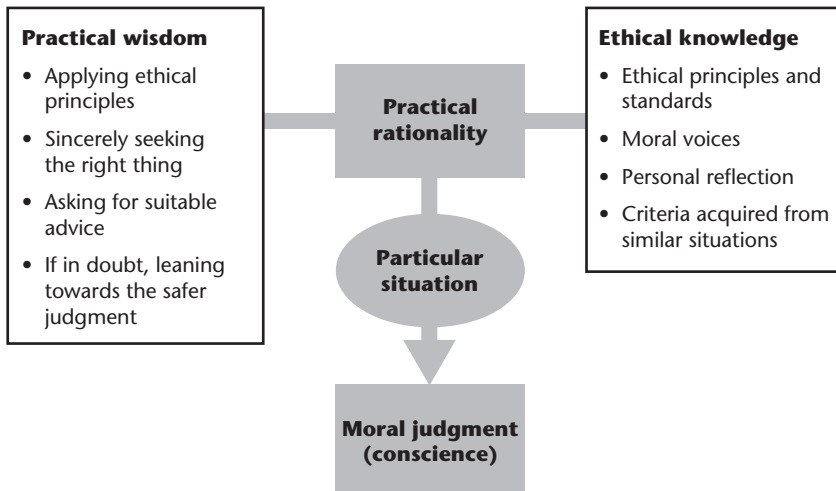 Practical wisdom
• Applying ethical
principles
• Sincerely seeking
the right thing
• Asking for suitable
advice
• If in doubt, leaning
towards the safer
judgment
Practical
rationality
Particular
situation
Moral judgment
(conscience)
Ethical knowledge
• Ethical principles and
standards
• Moral voices
• Personal reflection
• Criteria acquired from
similar situations